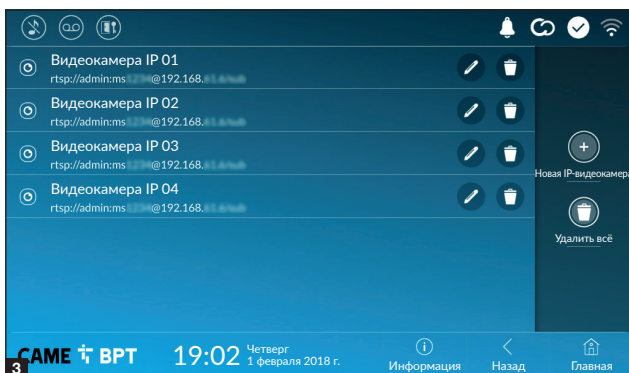 Видеокамера IP 01
rtsp://admin:ms @192.168.
Видеокамера IP 02
rtsp://admin:ms @192.168.
Видеокамера IP 03
rtsp://admin:ms @192.168.
Видеокамера IP 04
rtsp://admin:ms @192.168.
Новая IP-видеокамера
Удалить всё
3
CAME BPT
19:02
Четверг
1 февраля 2018 г.
Информация
Назад
Главная